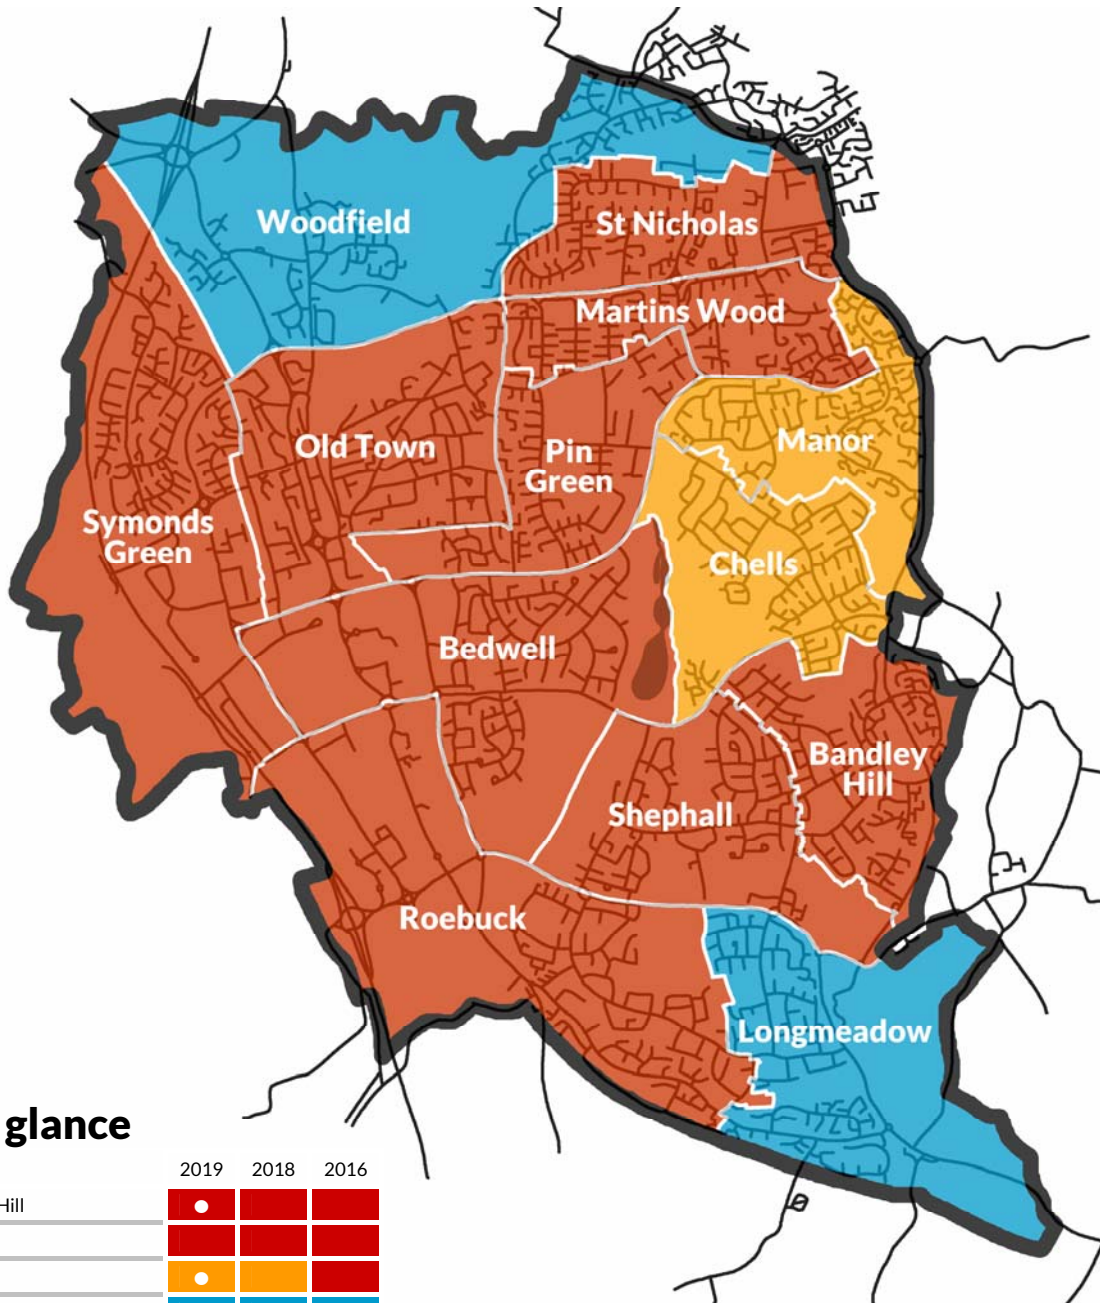 Woodfield
St Nicholas
Martins Wood
Old Town
Manor
Pin
Green
Symonds
Green
Chells
Bedwell
Bandley
Hill
Shephall
Roebuck
Longmeadow
glance
2019 2018 2016
Hill